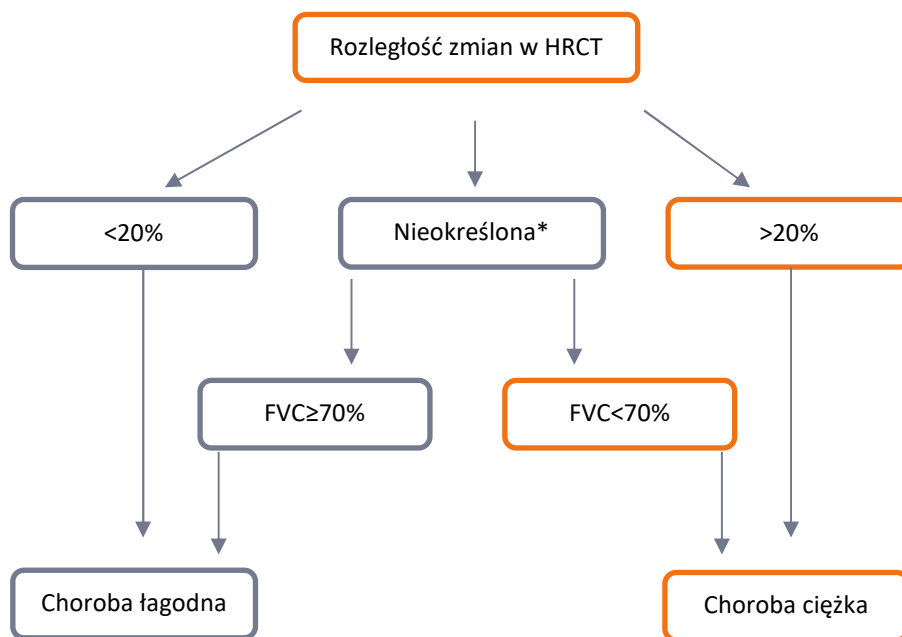 Rozległość zmian w HRCT
<20%
Nieokreślona*
>20%
FVC≥70%
FVC<70%
Choroba łagodna
Choroba ciężka